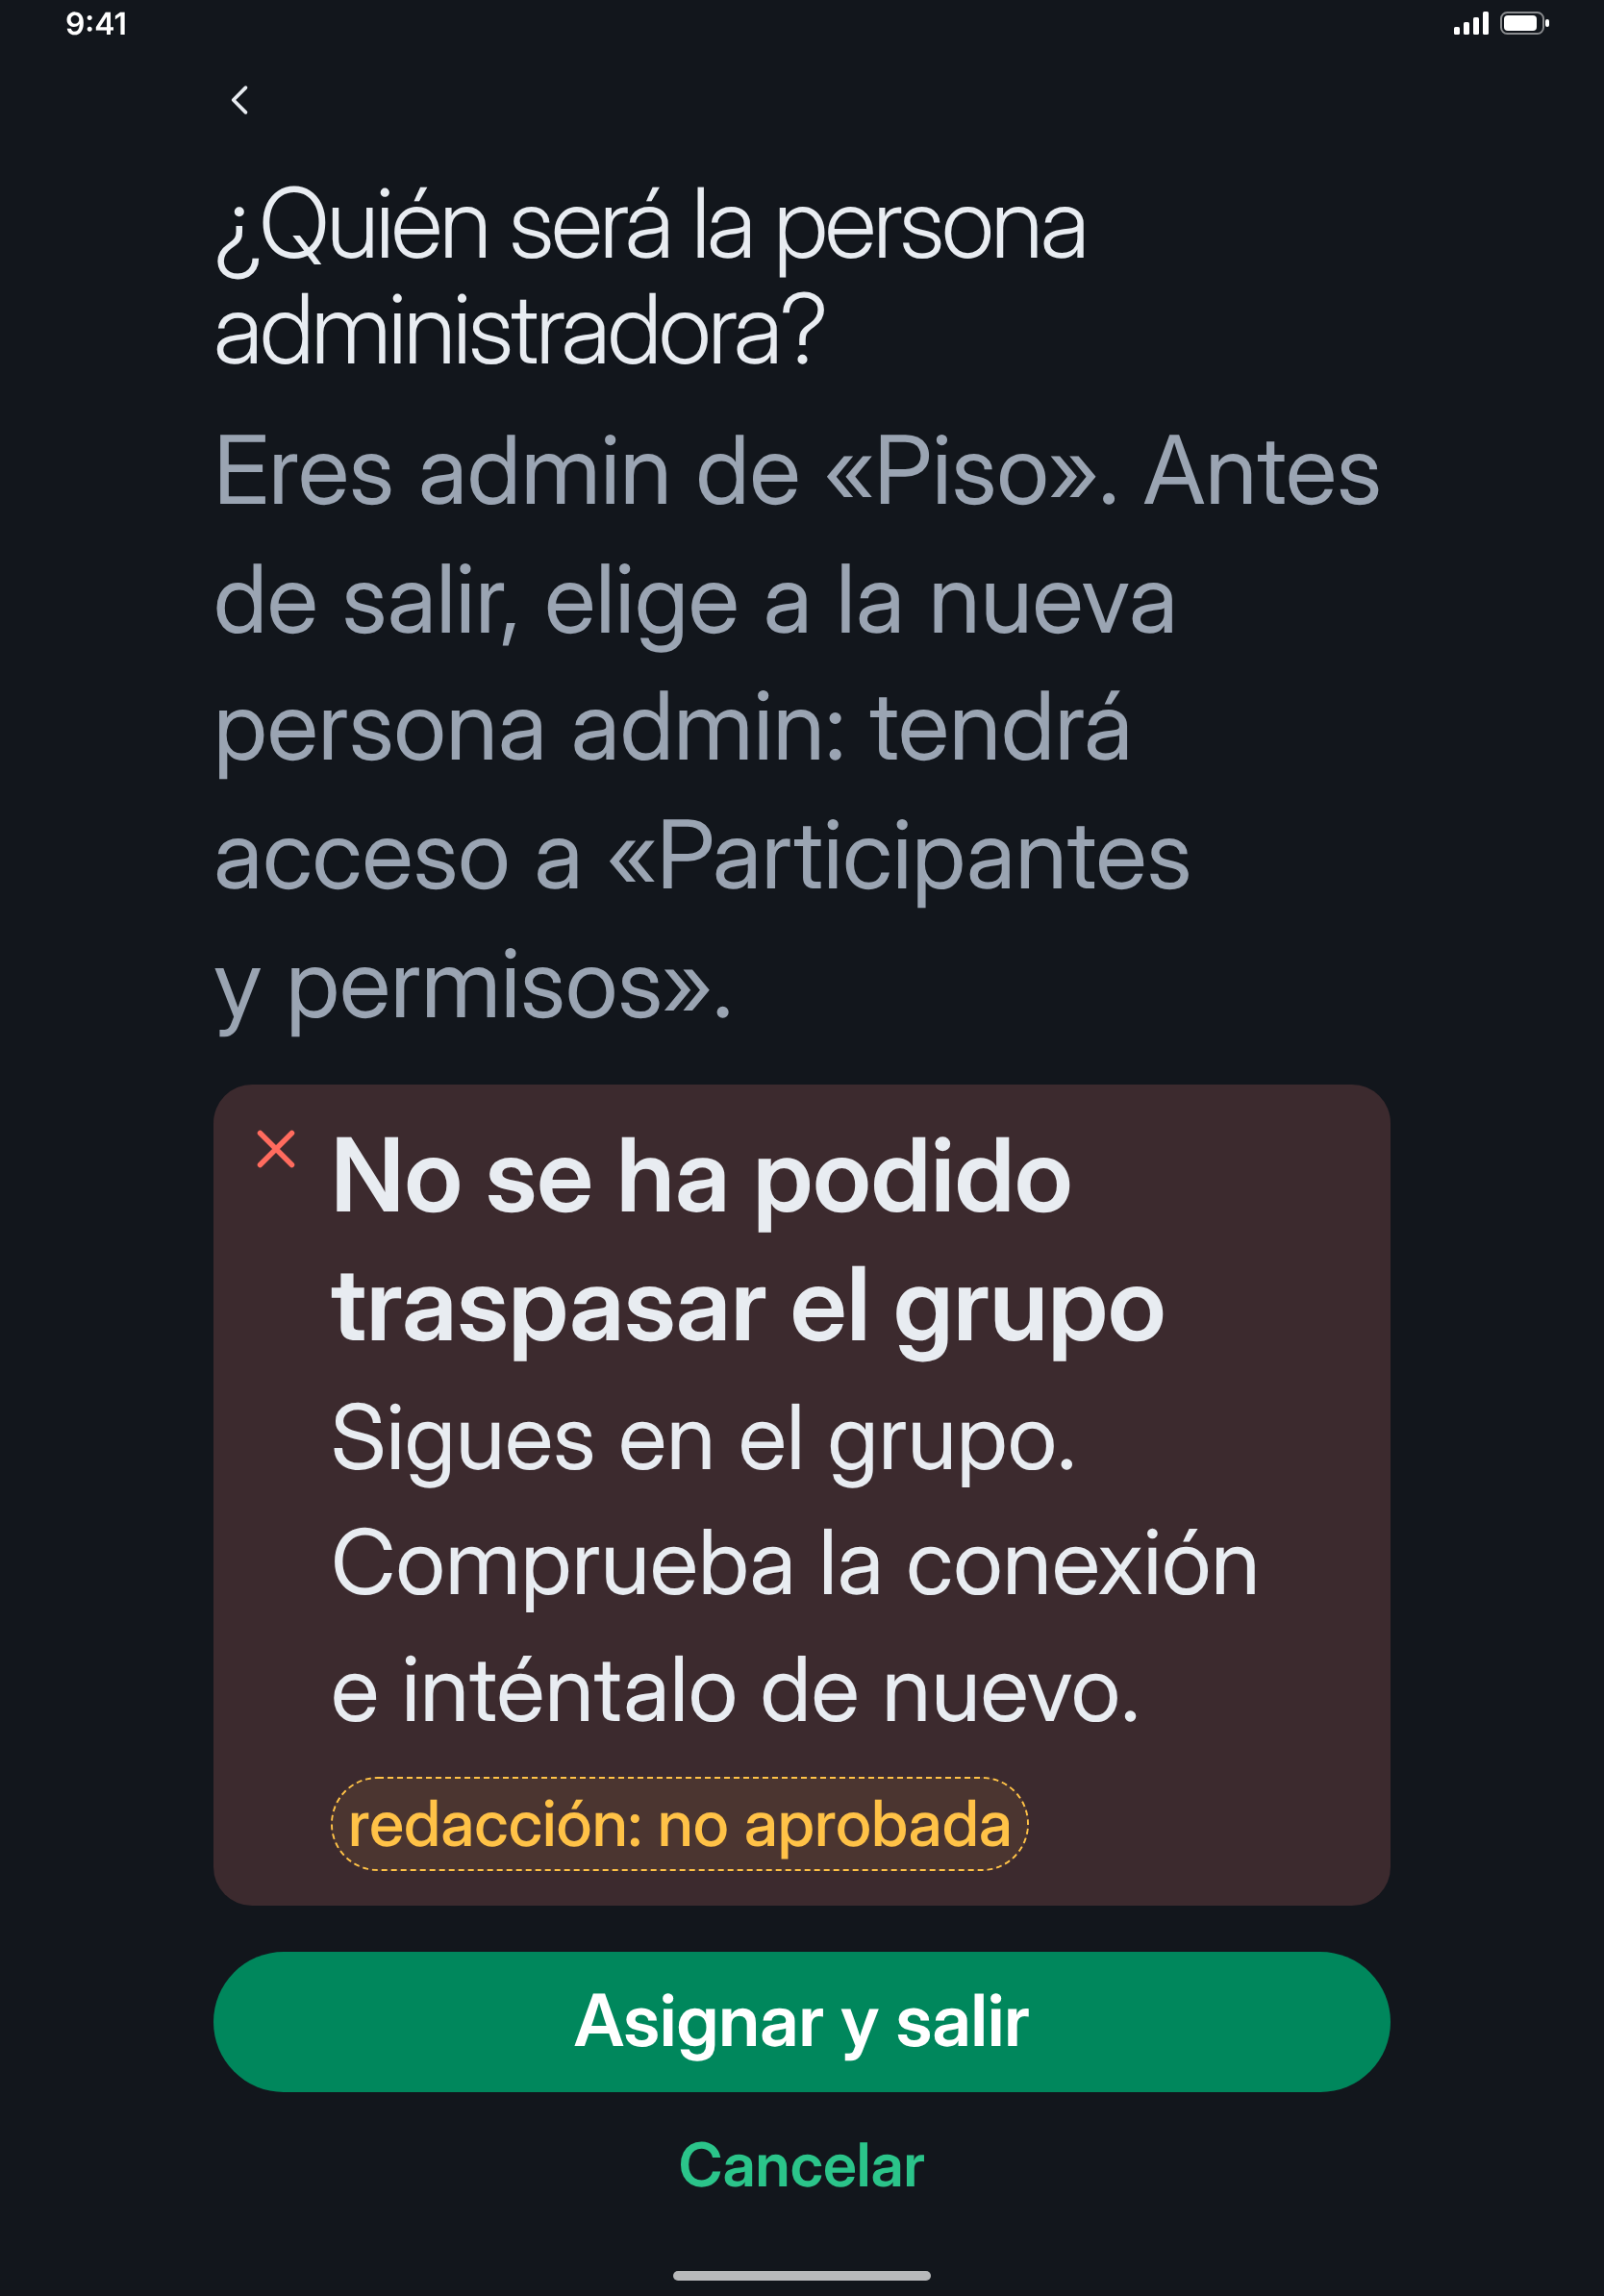 9:41
¿Quién será la persona
administradora?
Eres admin de «Piso». Antes
de salir, elige a la nueva
persona admin: tendrá
acceso a «Participantes
y permisos».
No se ha podido
traspasar el grupo
Sigues en el grupo.
Comprueba la conexión
e inténtalo de nuevo.
redacción: no aprobada
Asignar y salir
Cancelar